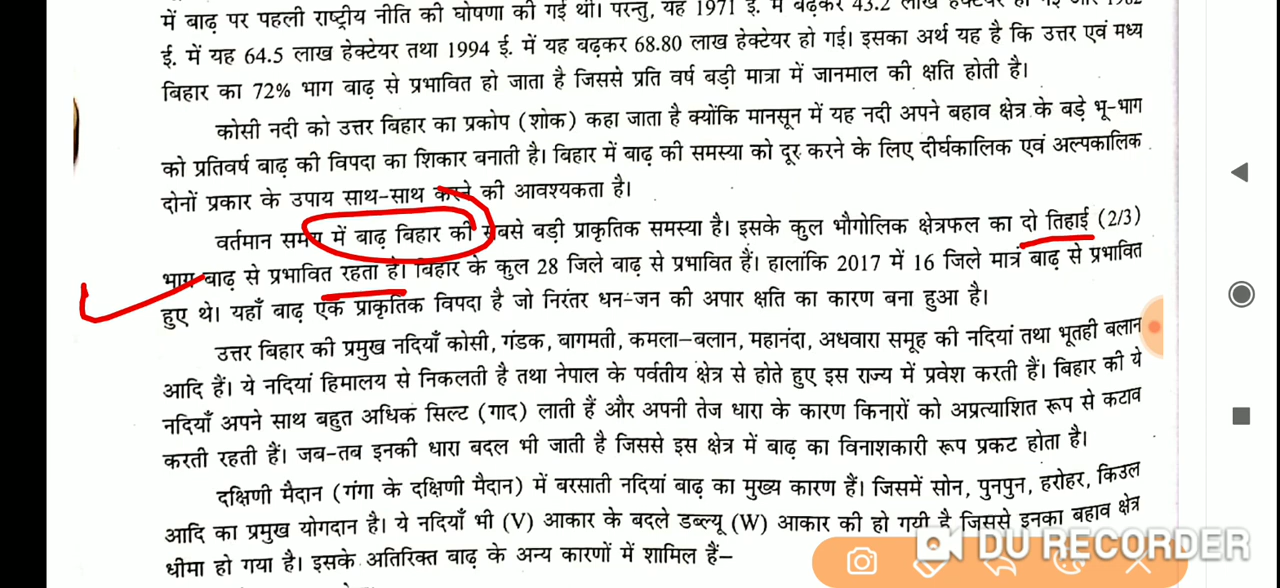 में बाढ़ पर पहली राष्ट्रीय नीति की घोषणा की गई थी। परन्तु, यह 1971 ई. में बढ़कर 43.2 लाख हेक्टेयर हो गई और 1982
ई. में यह 64.5 लाख हेक्टेयर तथा 1994 ई. में यह बढ़कर 68.80 लाख हेक्टेयर हो गई। इसका अर्थ यह है कि उत्तर एवं मध्य
बिहार का 72% भाग बाढ़ से प्रभावित हो जाता है जिससे प्रति वर्ष बड़ी मात्रा में जानमाल की क्षति होती है।
कोसी नदी को उत्तर बिहार का प्रकोप (शोक) कहा जाता है क्योंकि मानसून में यह नदी अपने बहाव क्षेत्र के बड़े भू-भाग
को प्रतिवर्ष बाढ़ की विपदा का शिकार बनाती है। बिहार में बाढ़ की समस्या को दूर करने के लिए दीर्घकालिक एवं अल्पकालिक
दोनों प्रकार के उपाय साथ-साथ करने की आवश्यकता है।
वर्तमान समय में बाढ़ बिहार की सबसे बड़ी प्राकृतिक समस्या है। इसके कुल भौगोलिक क्षेत्रफल का दो तिहाई (2/3)
भाग बाढ़ से प्रभावित रहता है। बिहार के कुल 28 जिले बाढ़ से प्रभावित हैं। हालांकि 2017 में 16 जिले मात्र बाढ़ से प्रभावित
हुए थे। यहाँ बाढ़ एक प्राकृतिक विपदा है जो निरंतर धन-जन की अपार क्षति का कारण बना हुआ है।
उत्तर बिहार की प्रमुख नदियाँ कोसी, गंडक, बागमती, कमला-बलान, महानंदा, अधवारा समूह की नदियां तथा भूतही बलान
आदि हैं। ये नदियां हिमालय से निकलती है तथा नेपाल के पर्वतीय क्षेत्र से होते हुए इस राज्य में प्रवेश करती हैं। बिहार की ये
नदियाँ अपने साथ बहुत अधिक सिल्ट (गाद) लाती हैं और अपनी तेज धारा के कारण किनारों को अप्रत्याशित रूप से कटाव
करती रहती हैं। जब-तब इनकी धारा बदल भी जाती है जिससे इस क्षेत्र में बाढ़ का विनाशकारी रूप प्रकट होता है।
दक्षिणी मैदान (गंगा के दक्षिणी मैदान) में बरसाती नदियां बाढ़ का मुख्य कारण हैं। जिसमें सोन, पुनपुन, हरोहर, किउल
आदि का प्रमुख योगदान है। ये नदियाँ भी (V) आकार के बदले डब्ल्यू (W) आकार की हो गयी है जिससे इनका बहाव क्षेत्र
धीमा हो गया है। इसके अतिरिक्त बाढ़ के अन्य कारणों में शामिल हैं–
DU RECORDER